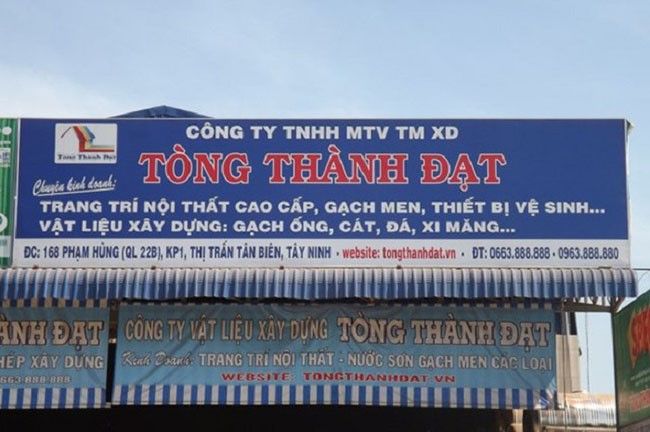 Tòng Thành Đạt
CÔNG TY TNHH MTV TM XD
TÒNG THÀNH ĐẠT
Chuyên kinh doanh:
TRANG TRÍ NỘI THẤT CAO CẤP, GẠCH MEN, THIẾT BỊ VỆ SINH...
VẬT LIỆU XÂY DỰNG: GẠCH ỐNG, CÁT, ĐÁ, XI MĂNG...
ĐC: 168 PHẠM HÙNG (QL 22B), KP1, THỊ TRẤN TÂN BIÊN, TÂY NINH - website: tongthanhdat.vn - ĐT: 0663.888.888 - 0963.888.880
THÀNH ĐẠT
XÂY DỰNG
663.888.888
CÔNG TY VẬT LIỆU XÂY DỰNG TÒNG THÀNH ĐẠT
Kinh Doanh: TRANG TRÍ NỘI THẤT - NƯỚC SƠN GẠCH MEN CÁC LOẠI
WEBSITE: TONGTHANHDAT.VN